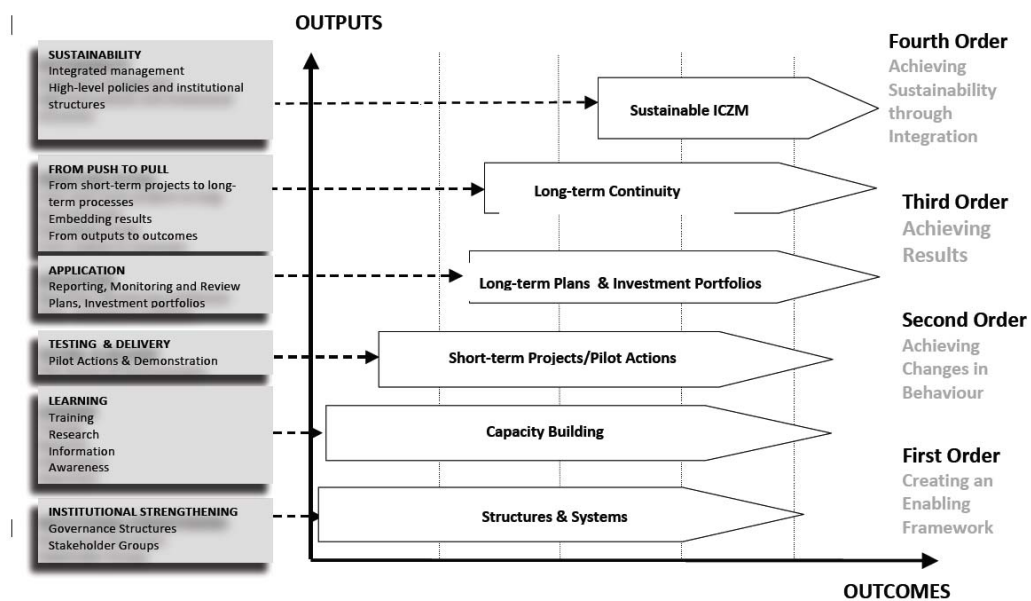 OUTPUTS
SUSTAINABILITY
Integrated management
High-level policies and institutional
structures
FROM PUSH TO PULL
From short-term projects to long-
term processes
Embedding results
From outputs to outcomes
APPLICATION
Reporting, Monitoring and Review
Plans, Investment portfolios
TESTING & DELIVERY
Pilot Actions & Demonstration
LEARNING
Training
Research
Information
Awareness
INSTITUTIONAL STRENGTHENING
Governance Structures
Stakeholder Groups
Sustainable ICZM
Long-term Continuity
Long-term Plans & Investment Portfolios
Short-term Projects/Pilot Actions
Capacity Building
Structures & Systems
Fourth Order
Achieving
Sustainability
through
Integration
Third Order
Achieving
Results
Second Order
Achieving
Changes in
Behaviour
First Order
Creating an
Enabling
Framework
OUTCOMES